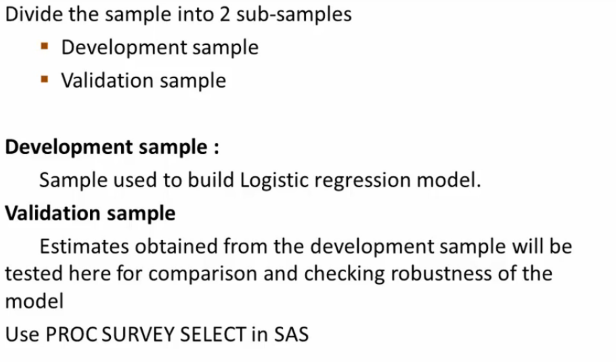 Divide the sample into 2 sub-samples
▪ Development sample
▪ Validation sample
Development sample :
Sample used to build Logistic regression model.
Validation sample
Estimates obtained from the development sample will be
tested here for comparison and checking robustness of the
model
Use PROC SURVEY SELECT in SAS